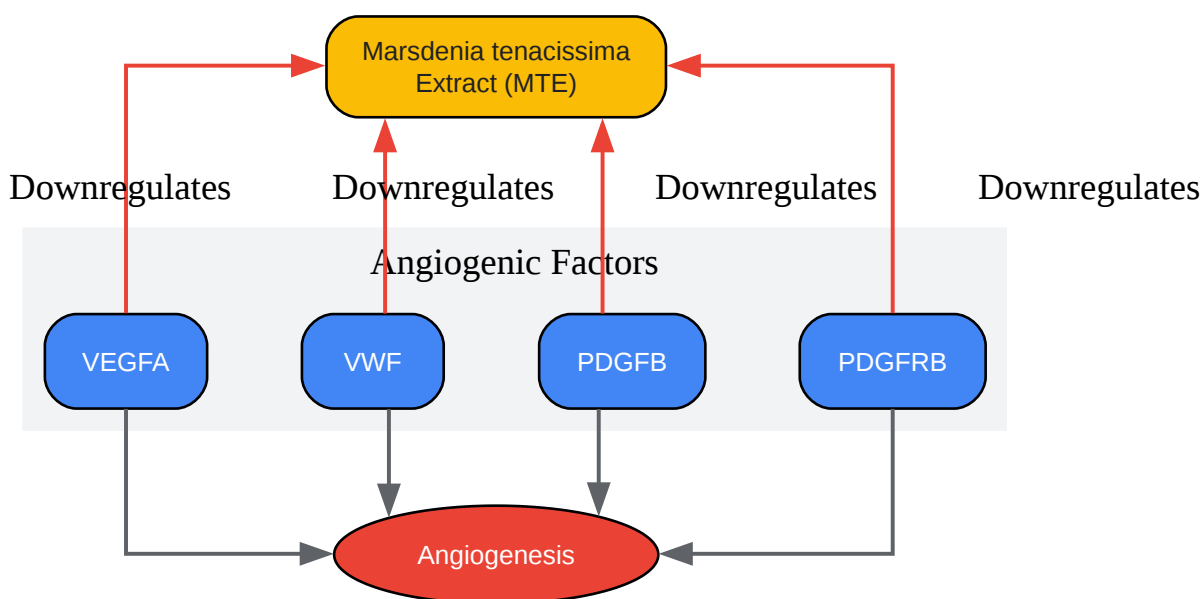 Marsdenia tenacissima
Extract (MTE)
Downregulates
Downregulates
Downregulates
Downregulates
Angiogenic Factors
VEGFA
VWF
PDGFB
PDGFRB
Angiogenesis